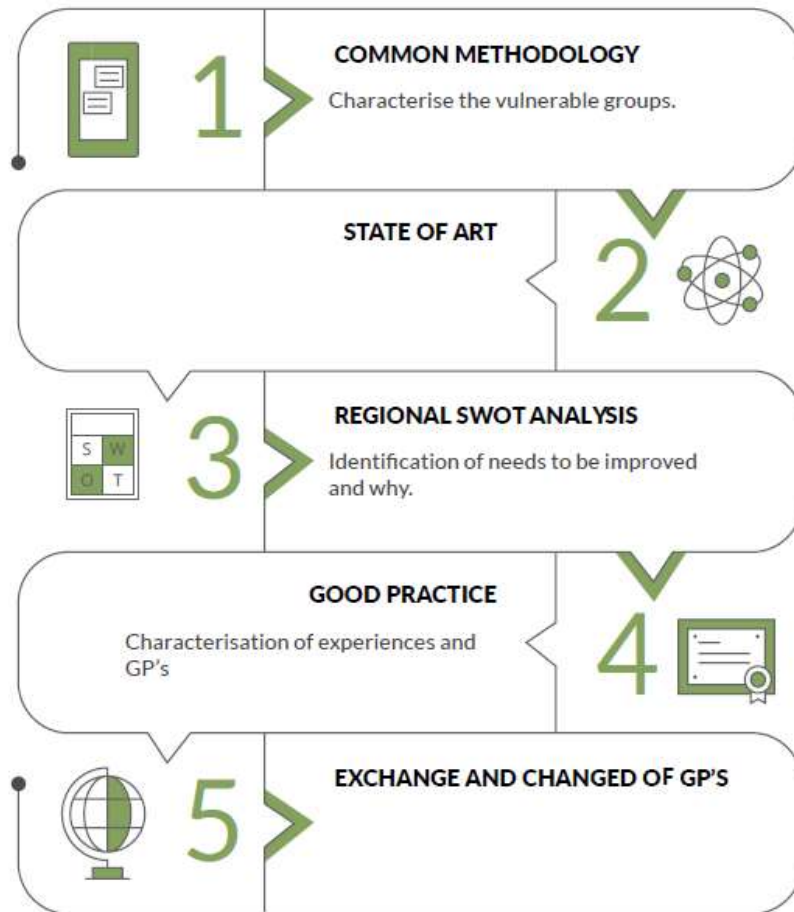 1
COMMON METHODOLOGY
Characterise the vulnerable groups.
STATE OF ART
2
3
S W
O T
REGIONAL SWOT ANALYSIS
Identification of needs to be improved
and why.
GOOD PRACTICE
Characterisation of experiences and
GP's
4
5
EXCHANGE AND CHANGED OF GP'S